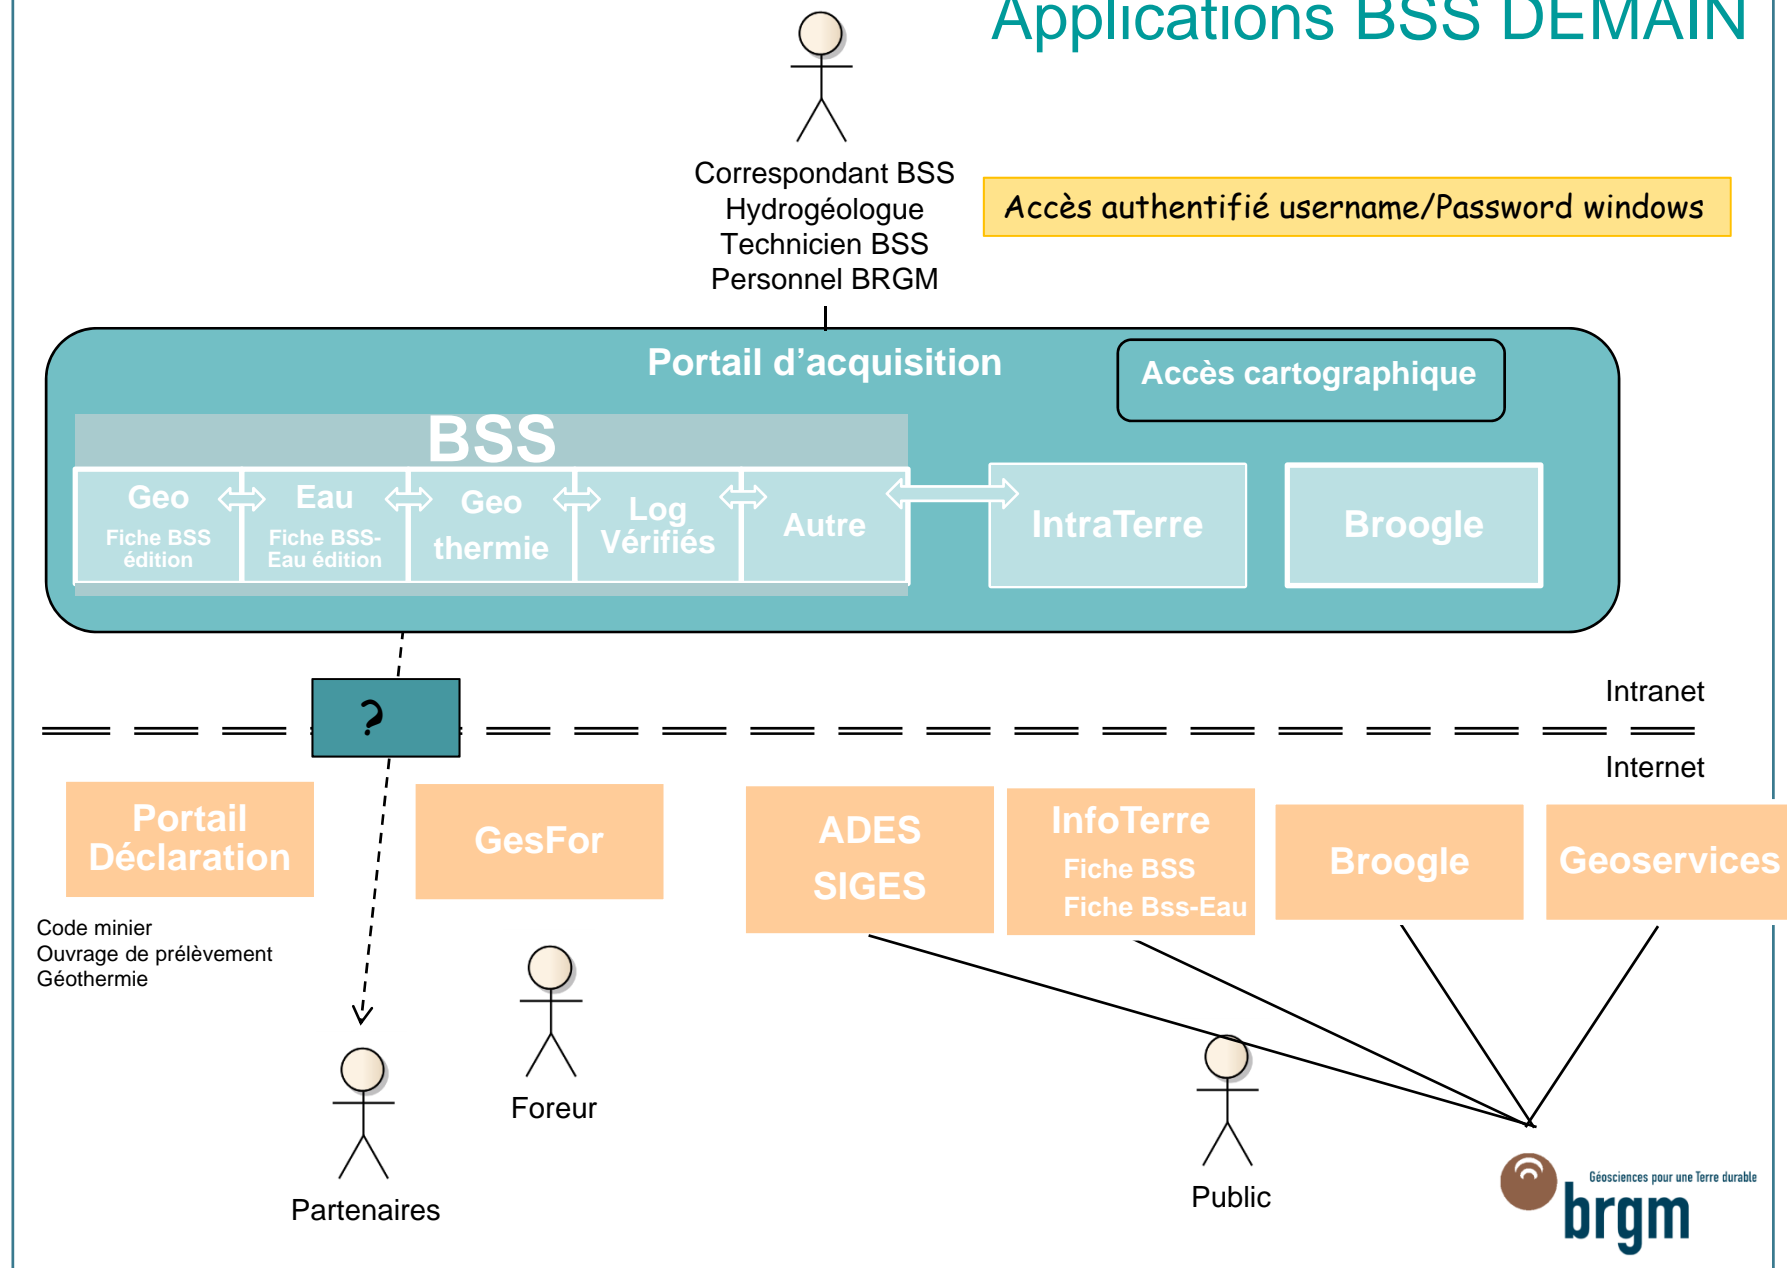 Applications BSS DEMAIN
Correspondant BSS
Hydrogéologue
Technicien BSS
Personnel BRGM
Accès authentifié username/Password windows
Portail d’acquisition
Accès cartographique
BSS
Geo
Fiche BSS
édition
Eau
Fiche BSS-
Eau édition
Geo
thermie
Log
Vérifiés
Autre
IntraTerre
Broogle
?
Intranet
Internet
Portail
Déclaration
GesFor
ADES
SIGES
InfoTerre
Fiche BSS
Fiche Bss-Eau
Broogle
Geoservices
Code minier
Ouvrage de prélèvement
Géothermie
Foreur
Partenaires
Public
Géosciences pour une Terre durable
brgm